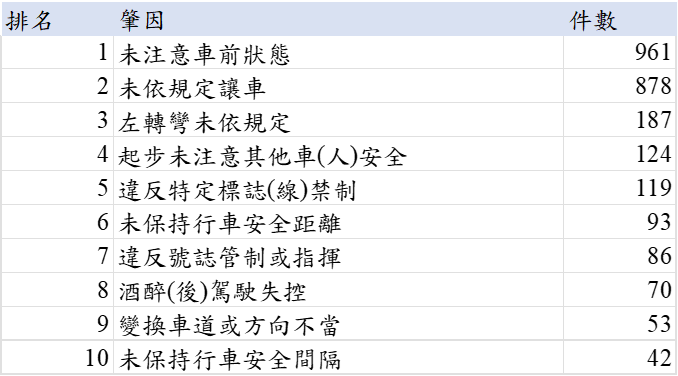 排名 肇因 件數
1 未注意車前狀態 961
2 未依規定讓車 878
3 左轉彎未依規定 187
4 起步未注意其他車(人)安全 124
5 違反特定標誌(線)禁制 119
6 未保持行車安全距離 93
7 違反號誌管制或指揮 86
8 酒醉(後)駕駛失控 70
9 變換車道或方向不當 53
10 未保持行車安全間隔 42